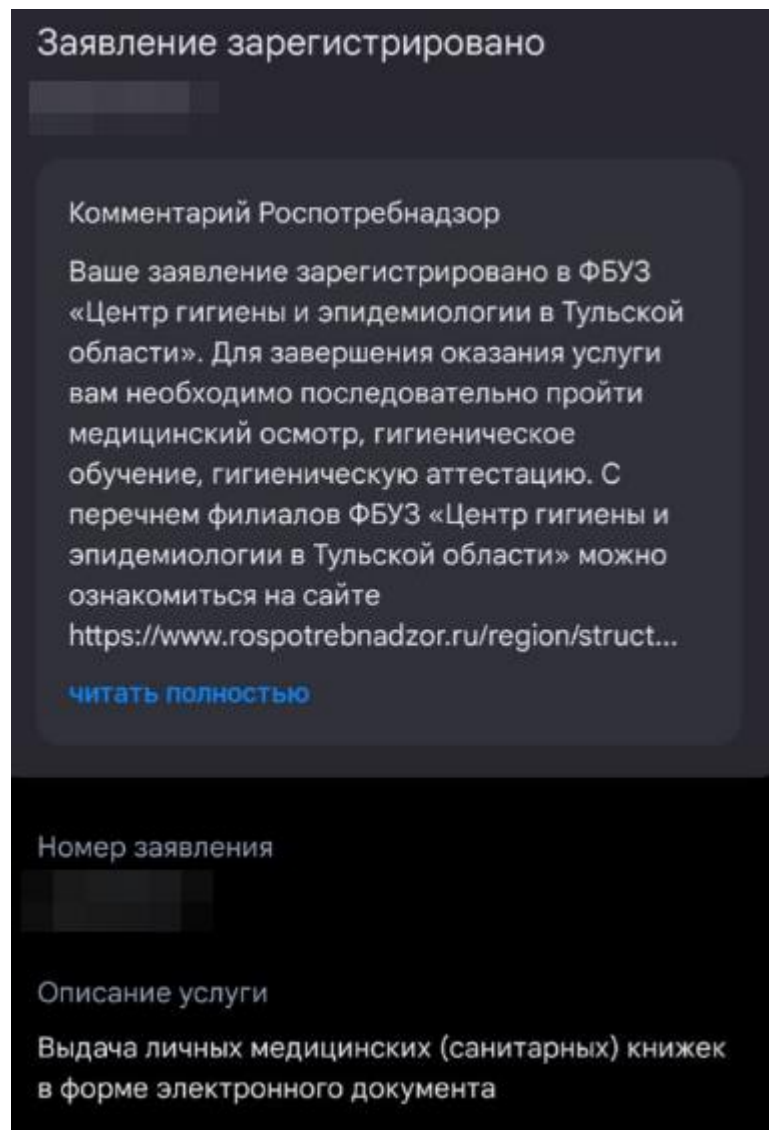 Заявление зарегистрировано
Комментарий Роспотребнадзор
Ваше заявление зарегистрировано в ФБУЗ
«Центр гигиены и эпидемиологии в Тульской
области». Для завершения оказания услуги
вам необходимо последовательно пройти
медицинский осмотр, гигиеническое
обучение, гигиеническую аттестацию. С
перечнем филиалов ФБУЗ «Центр гигиены и
эпидемиологии в Тульской области» можно
ознакомиться на сайте
https://www.rospotrebnadzor.ru/region/struct...
читать полностью
Номер заявления
Описание услуги
Выдача личных медицинских (санитарных) книжек
в форме электронного документа